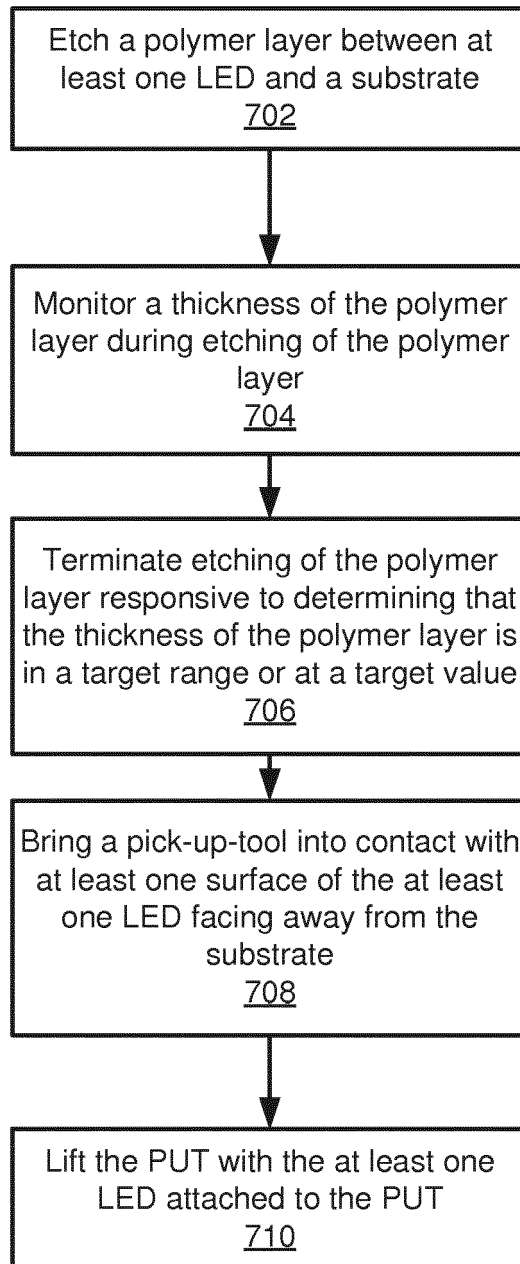 Etch a polymer layer between at
least one LED and a substrate
702
Monitor a thickness of the polymer
layer during etching of the polymer
layer
704
Terminate etching of the polymer
layer responsive to determining that
the thickness of the polymer layer is
in a target range or at a target value
706
Bring a pick-up-tool into contact with
at least one surface of the at least
one LED facing away from the
substrate
708
Lift the PUT with the at least one
LED attached to the PUT
710